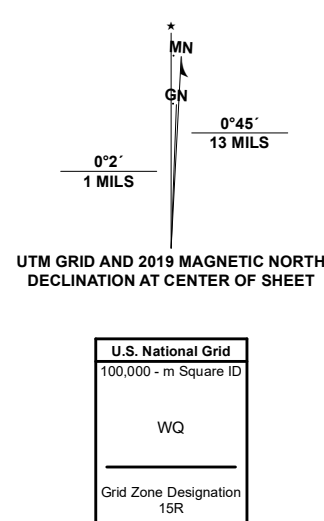 ★
MN
GN
0°45´
13 MILS
0°2´
1 MILS
UTM GRID AND 2019 MAGNETIC NORTH
DECLINATION AT CENTER OF SHEET
U.S. National Grid
100,000 - m Square ID
WQ
Grid Zone Designation
15R